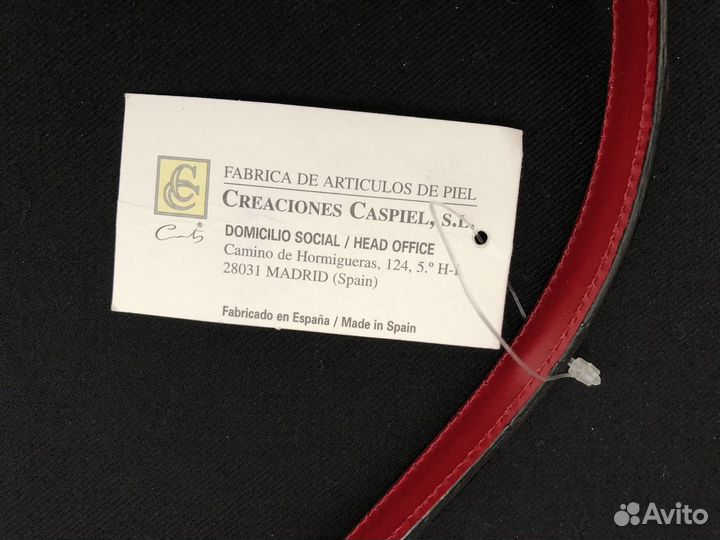 FABRICA DE ARTICULOS DE PIEL
CREACIONES CASPIEL, S.L.
DOMICILIO SOCIAL / HEAD OFFICE
Camino de Hormigueras, 124, 5.º H-I
28031 MADRID (Spain)
Fabricado en España / Made in Spain
Avito